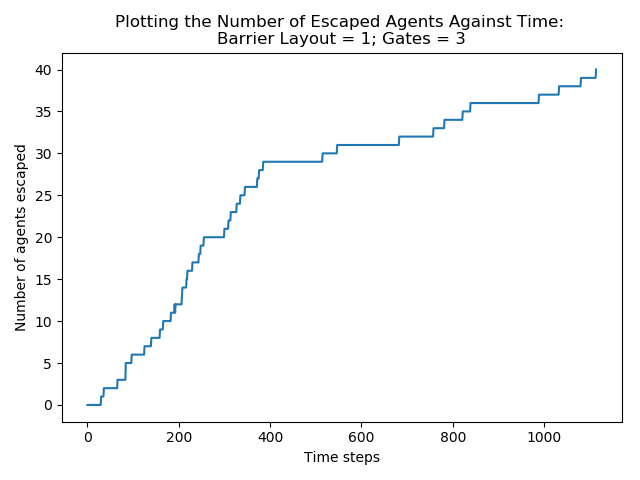 Plotting the Number of Escaped Agents Against Time:
Barrier Layout = 1; Gates = 3
Number of agents escaped
40
35
30
25
20
15
10
5
0
0 200 400 600 800 1000
Time steps